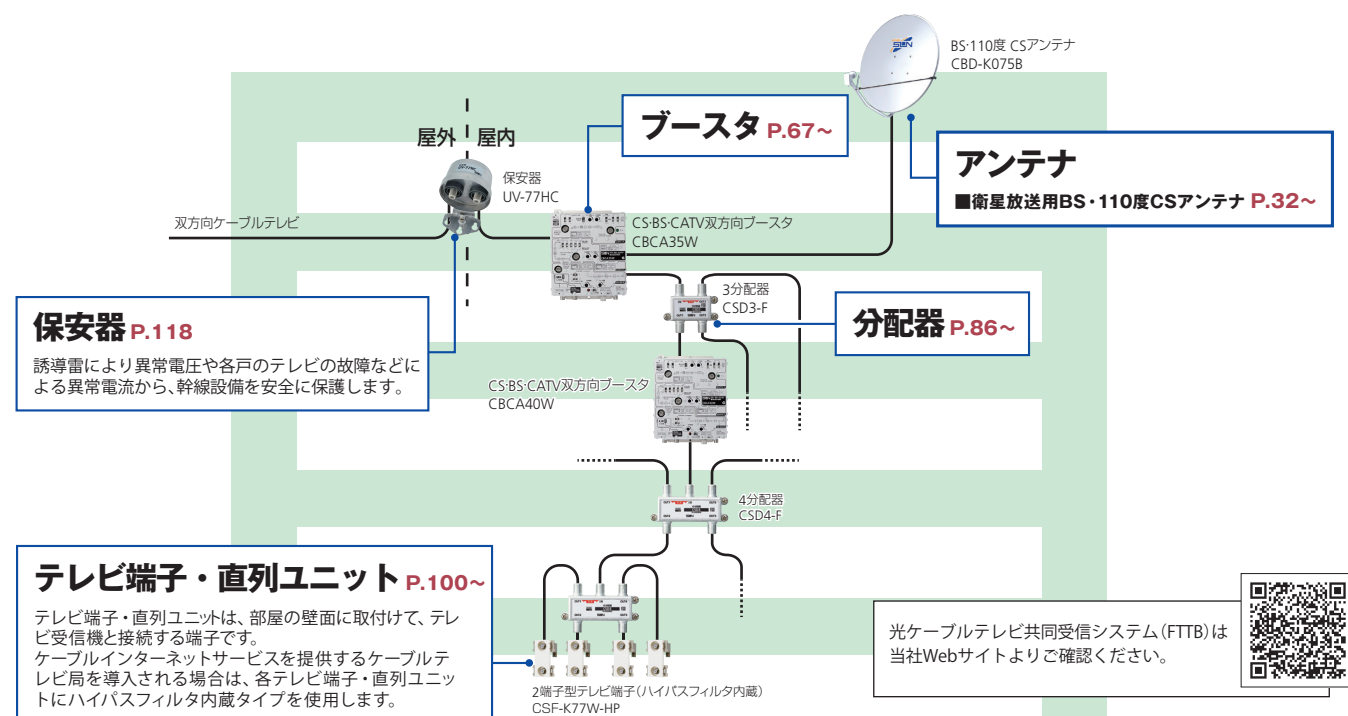 BS·110度 CSアンテナ
CBD-K075B
ブースタ P.67~
屋外 屋内
アンテナ
■衛星放送用BS・110度CSアンテナ P.32~
保安器
UV-77HC
双方向ケーブルテレビ
CS·BS·CATV双方向ブースタ
CBCA35W
3分配器
CSD3-F
保安器 P.118
誘導雷により異常電圧や各戸のテレビの故障などに
よる異常電流から、幹線設備を安全に保護します。
分配器 P.86~
CS·BS·CATV双方向ブースタ
CBCA40W
4分配器
CSD4-F
テレビ端子・直列ユニット P.100~
テレビ端子・直列ユニットは、部屋の壁面に取付けて、テレ
ビ受信機と接続する端子です。
ケーブルインターネットサービスを提供するケーブルテ
レビ局を導入される場合は、各テレビ端子・直列ユニッ
トにハイパスフィルタ内蔵タイプを使用します。
2端子型テレビ端子(ハイパスフィルタ内蔵)
CSF-K77W-HP
光ケーブルテレビ共同受信システム(FTTB)は
当社Webサイトよりご確認ください。